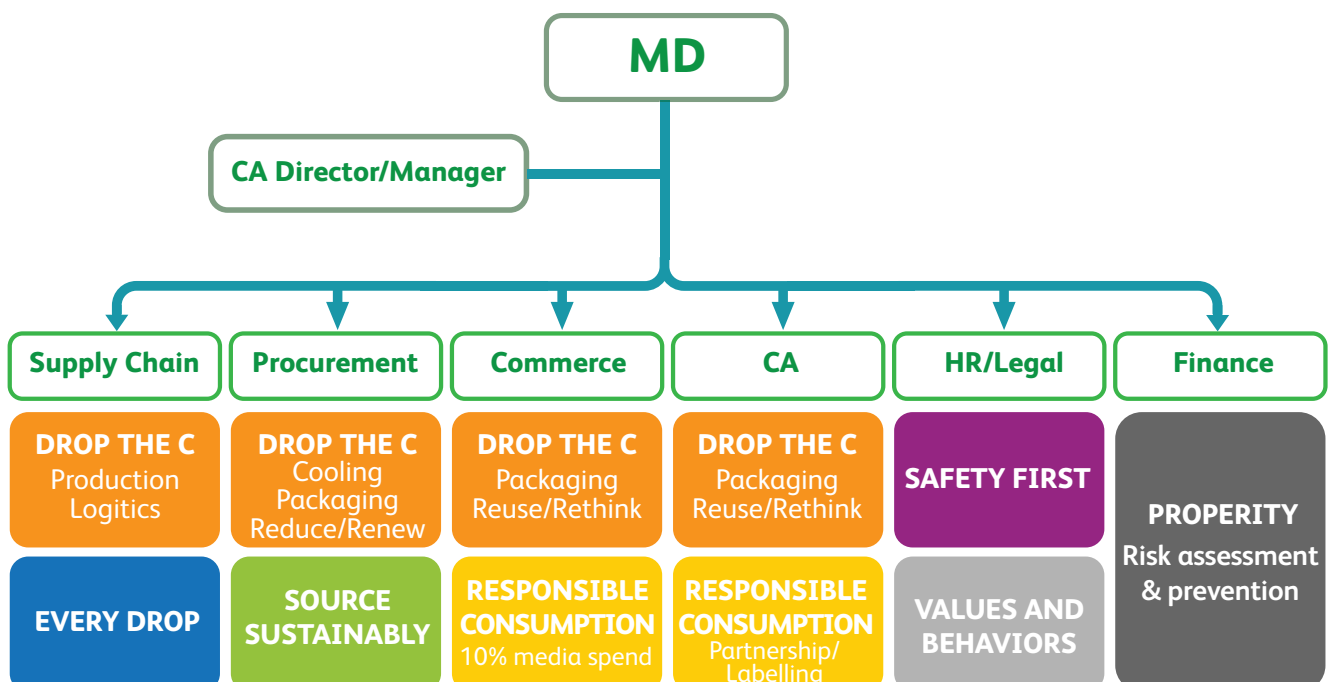 MD
CA Director/Manager
Supply Chain
Procurement
Commerce
CA
HR/Legal
Finance
DROP THE C
Production
Logitics
DROP THE C
Cooling
Packaging
Reduce/Renew
DROP THE C
Packaging
Reuse/Rethink
DROP THE C
Packaging
Reuse/Rethink
SAFETY FIRST
PROPERITY
Risk assessment
& prevention
EVERY DROP
SOURCE
SUSTAINABLY
RESPONSIBLE
CONSUMPTION
10% media spend
RESPONSIBLE
CONSUMPTION
Partnership/
Labelling
VALUES AND
BEHAVIORS